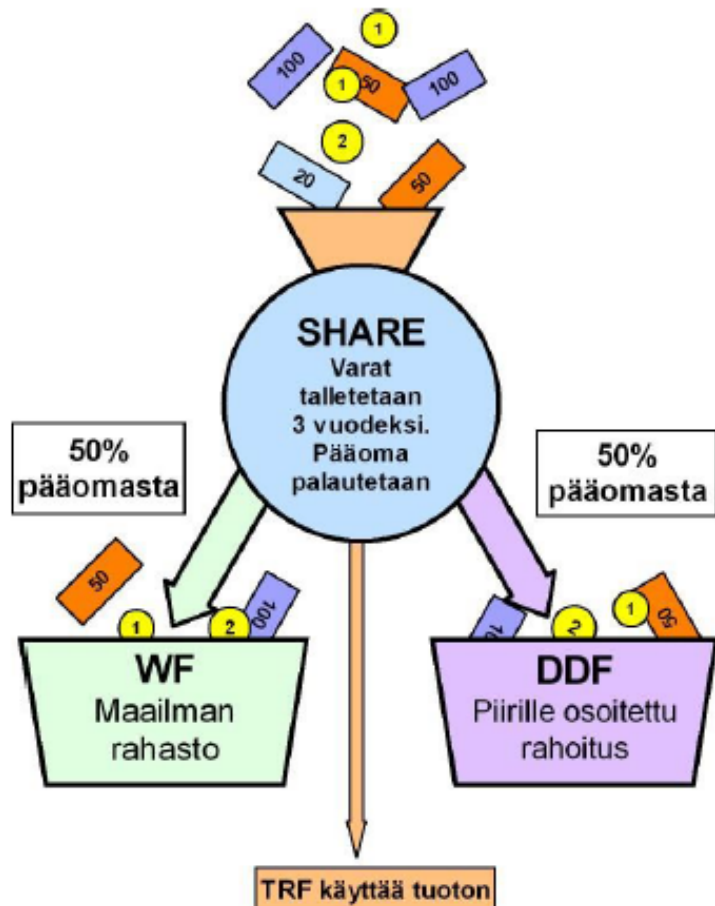 1
100
50
100
1
2
20
50
SHARE
Varat
talletetaan
3 vuodeksi.
Pääoma
palautetaan
50%
pääomasta
50%
pääomasta
50
1
2
100
WF
Maailman
rahasto
2
1
50
DDF
Piirille osoitettu
rahoitus
TRF käyttää tuoton